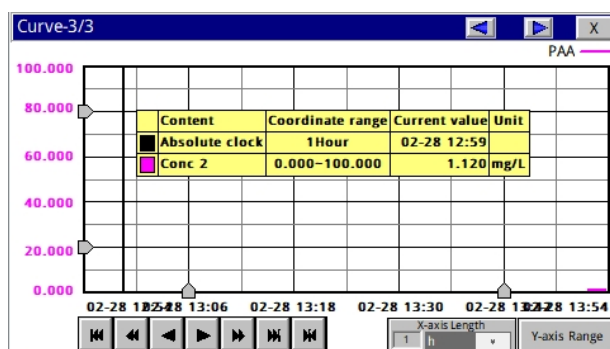 Curve-3/3
X
PAA
100.000
80.000
60.000
40.000
20.000
0.000
Content Coordinate range Current value Unit
Absolute clock 1Hour 02-28 12:59
Conc 2 0.000~100.000 1.120 mg/L
02-28 13:06 02-28 13:18 02-28 13:30 02-28 13:54
X-axis Length
1 h
Y-axis Range